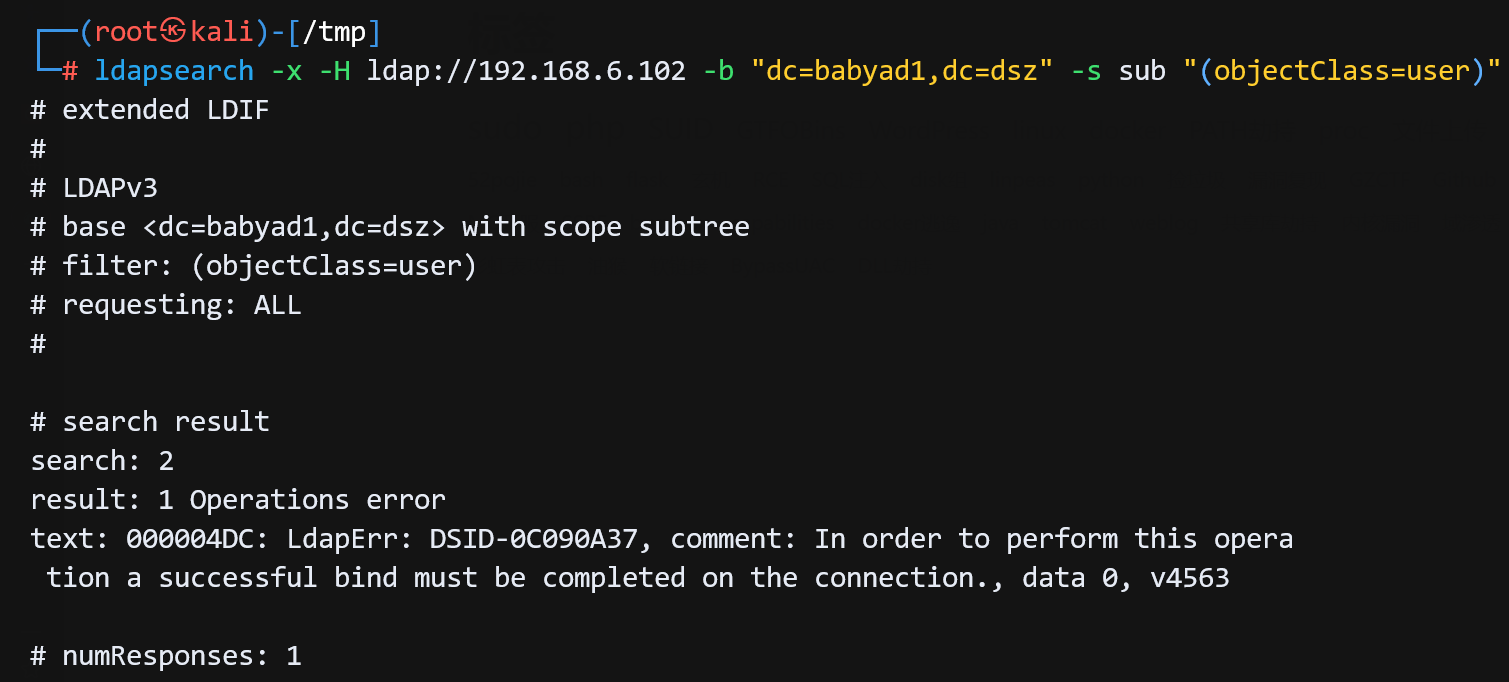 ┌──(root㉿kali)-[/tmp]
└─# ldapsearch -x -H ldap://192.168.6.102 -b "dc=babyad1,dc=dsz" -s sub "(objectClass=user)"
# extended LDIF
#
# LDAPv3
# base <dc=babyad1,dc=dsz> with scope subtree
# filter: (objectClass=user)
# requesting: ALL
#

# search result
search: 2
result: 1 Operations error
text: 000004DC: LdapErr: DSID-0C090A37, comment: In order to perform this opera
 tion a successful bind must be completed on the connection., data 0, v4563

# numResponses: 1